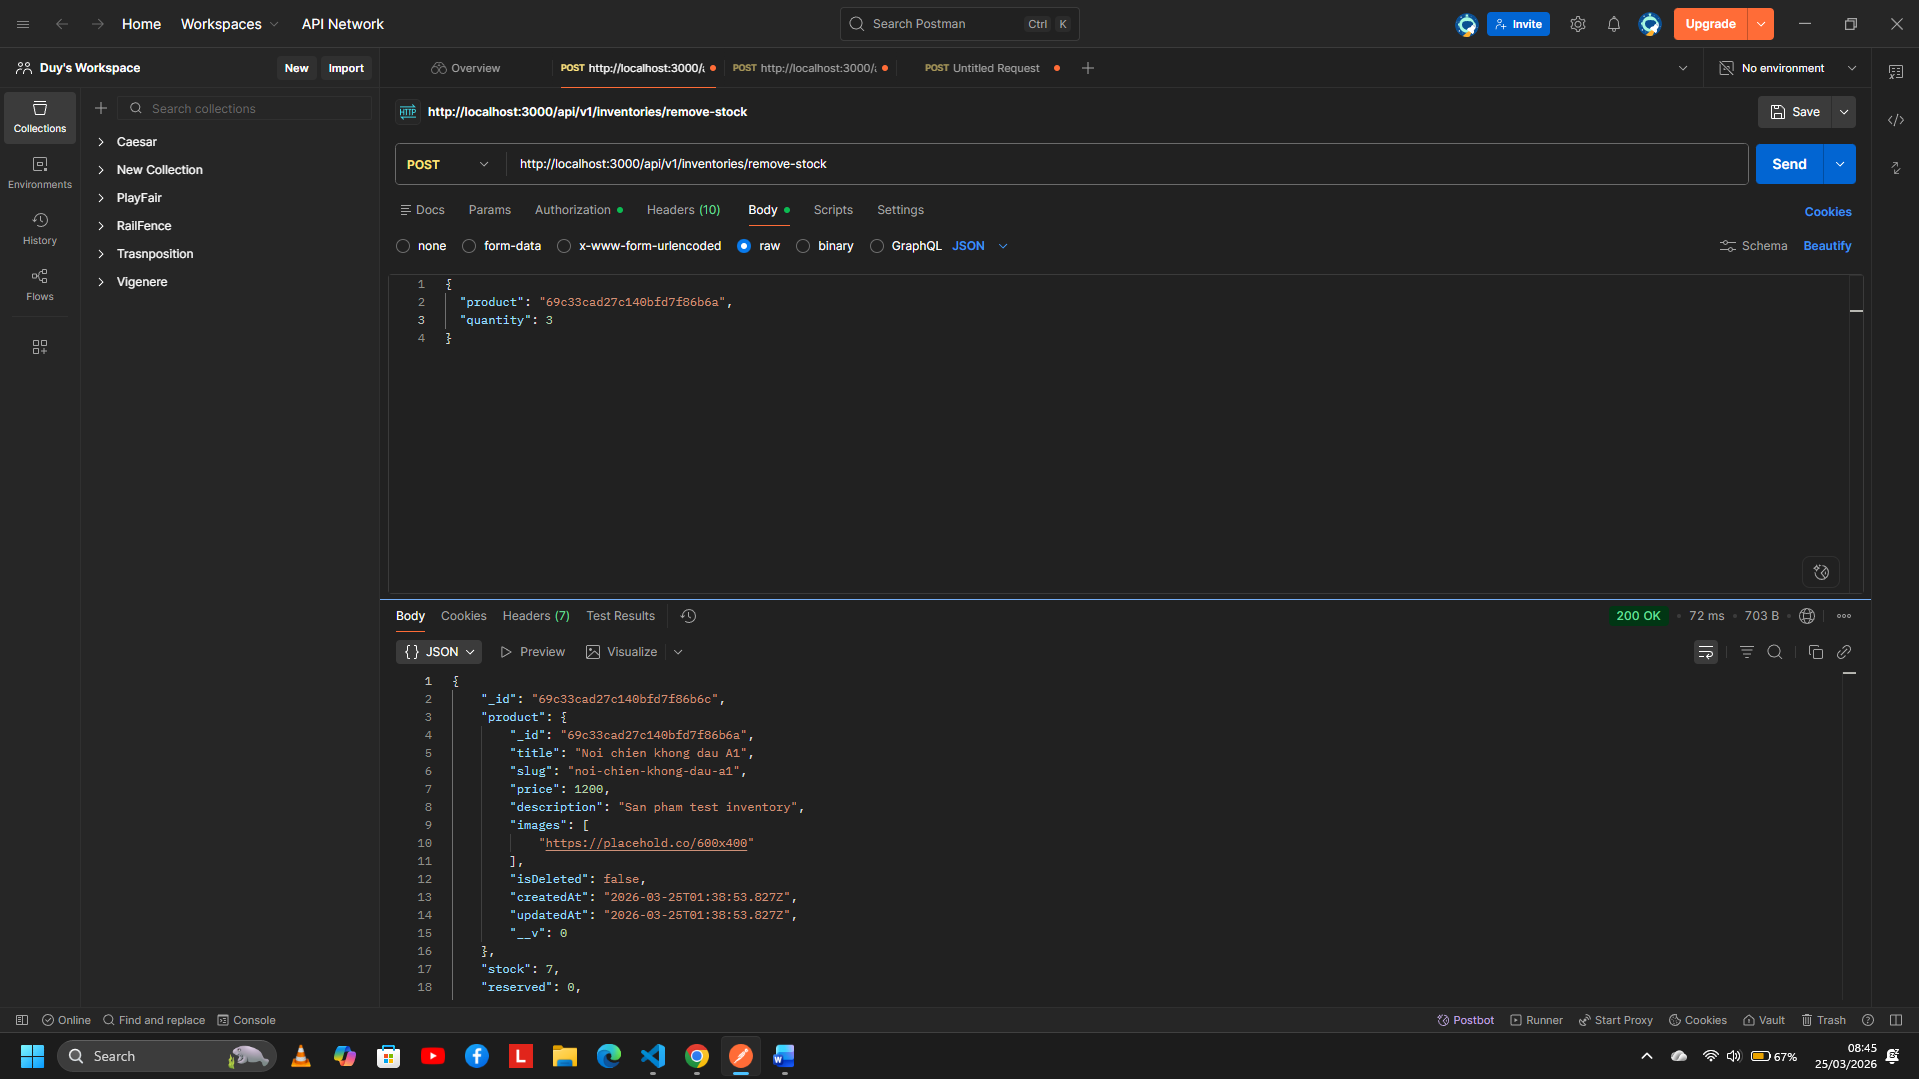 Home Workspaces API Network Search Postman Ctrl K Invite Upgrade
Duy's Workspace New Import Overview POST http://localhost:3000/a POST http://localhost:3000/a POST Untitled Request No environment
Search collections
Collections
Environments
History
Flows
Caesar
New Collection
PlayFair
RailFence
Trasnposition
Vigenere
HTTP http://localhost:3000/api/v1/inventories/remove-stock Save
POST http://localhost:3000/api/v1/inventories/remove-stock Send
Docs Params Authorization Headers (10) Body Scripts Settings Cookies
none form-data x-www-form-urlencoded raw binary GraphQL JSON Schema Beautify
1 {
2 "product": "69c33cad27c140bfd7f86b6a",
3 "quantity": 3
4 }
Body Cookies Headers (7) Test Results 200 OK 72 ms 703 B
{} JSON Preview Visualize
1 {
2 "_id": "69c33cad27c140bfd7f86b6c",
3 "product": {
4 "_id": "69c33cad27c140bfd7f86b6a",
5 "title": "Noi chien khong dau A1",
6 "slug": "noi-chien-khong-dau-a1",
7 "price": 1200,
8 "description": "San pham test inventory",
9 "images": [
10 "https://placehold.co/600x400"
11 ],
12 "isDeleted": false,
13 "createdAt": "2026-03-25T01:38:53.827Z",
14 "updatedAt": "2026-03-25T01:38:53.827Z",
15 "__v": 0
16 },
17 "stock": 7,
18 "reserved": 0,
Online Find and replace Console Postbot Runner Start Proxy Cookies Vault Trash
Search L W 67% 08:45
25/03/2026